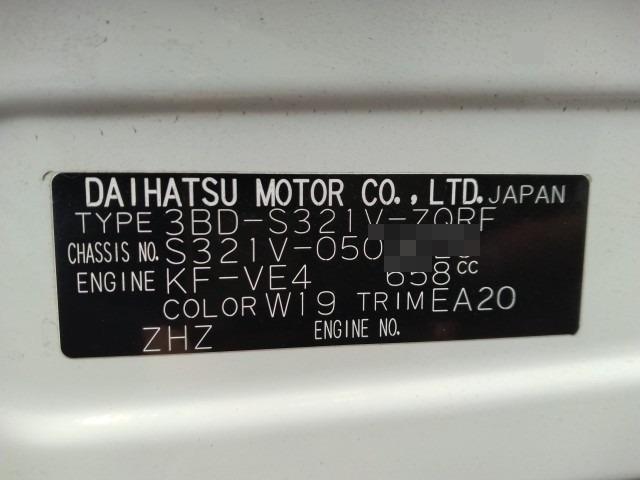 DAIHATSU MOTOR CO., LTD. JAPAN
TYPE 3BD-S321V-ZQRF
CHASSIS NO. S321V-050
ENGINE KF-VE4 658cc
COLOR W19 TRIM EA20
ZHZ ENGINE NO.